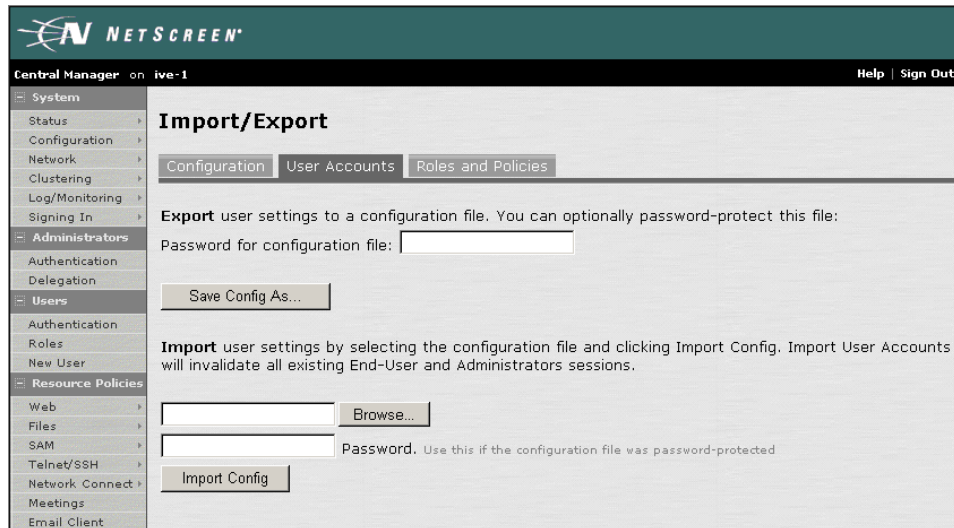 NETSCREEN
Central Manager on ive-1
Help | Sign Out
System
Status
Configuration
Network
Clustering
Log/Monitoring
Signing In
Administrators
Authentication
Delegation
Users
Authentication
Roles
New User
Resource Policies
Web
Files
SAM
Telnet/SSH
Network Connect
Meetings
Email Client
Import/Export
Configuration User Accounts Roles and Policies
Export user settings to a configuration file. You can optionally password-protect this file:
Password for configuration file:
Save Config As...
Import user settings by selecting the configuration file and clicking Import Config. Import User Accounts
will invalidate all existing End-User and Administrators sessions.
Browse...
Password. Use this if the configuration file was password-protected
Import Config